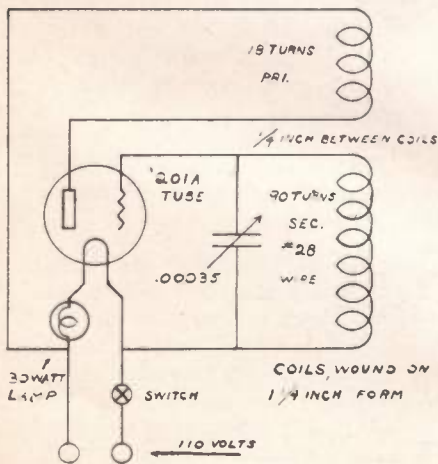 18 TURNS
PRI.
1/4 INCH BETWEEN COILS
'201A
TUBE
90 TURNS
SEC.
#28
WIRE
.00035
30 WATT
LAMP
SWITCH
COILS, WOUND ON
1 1/4 INCH FORM
110 VOLTS